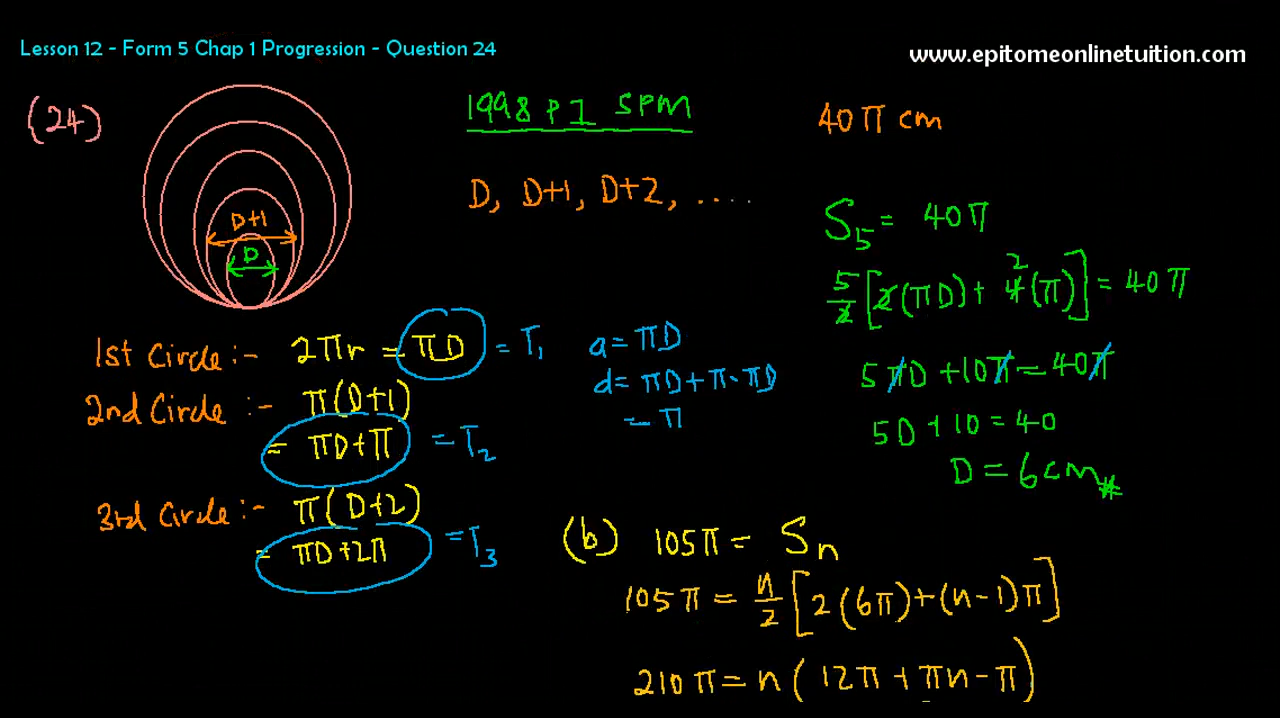 Lesson 12 - Form 5 Chap 1 Progression - Question 24
www.epitomeonlinetuition.com
(24)
D+1
D
1998 P1 SPM
D, D+1, D+2, .....
1st Circle :- 2πr = πD = T₁
2nd Circle :- π(D+1)
= πD+π = T₂
3rd Circle :- π(D+2)
= πD+2π = T₃
a = πD
d = πD+π-πD
= π
40π cm
S₅ = 40π
5/2 [2(πD) + 4(π)] = 40π
2
5πD + 10π = 40π
5D + 10 = 40
D = 6cm#
(b) 105π = Sn
105π = n/2 [2(6π)+(n-1)π]
210π = n(12π + πn - π)